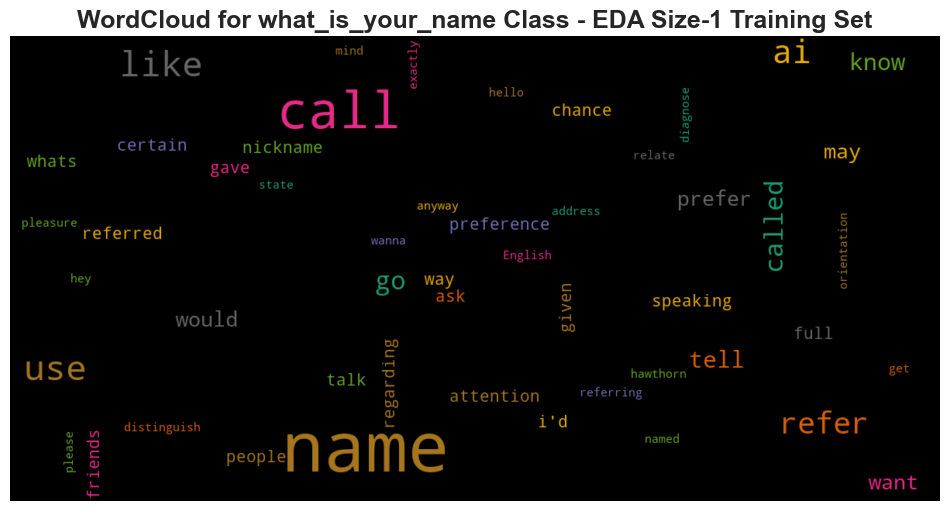 WordCloud for what_is_your_name Class - EDA Size-1 Training Set
mind
exactly
ai
like
know
call
hello
chance
diagnose
certain
nickname
whats
gave
relate
may
state
prefer
called
pleasure
referred
anyway
address
preference
wanna
English
orientation
hey
go
way
ask
given
speaking
would
full
use
talk
regarding
tell
hawthorn
get
attention
referring
i'd
distinguish
name
refer
named
please
friends
people
want